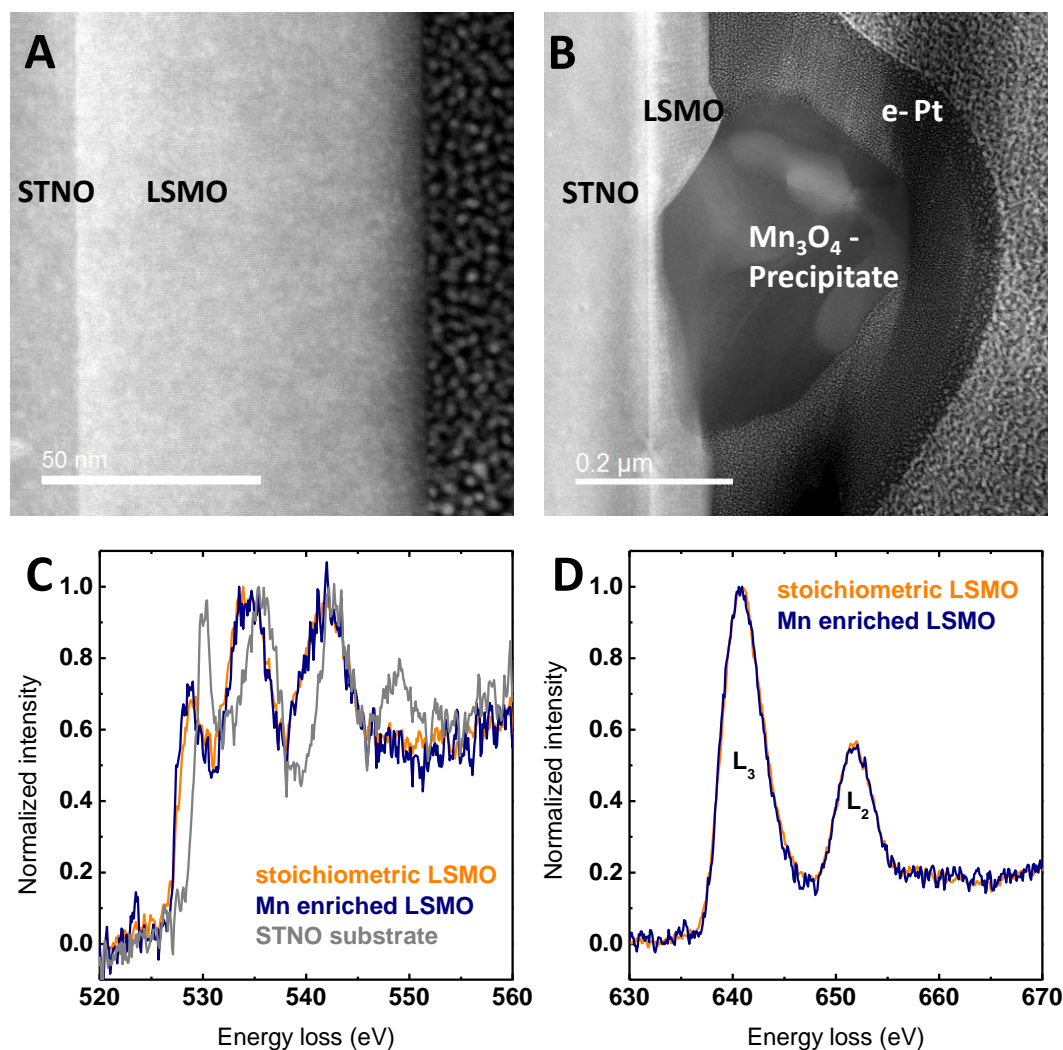 A
STNO
LSMO
50 nm
B
LSMO
e- Pt
STNO
Mn₃O₄ -
Precipitate
0.2 µm
C
Normalized intensity
1.0
0.8
0.6
0.4
0.2
0.0
stoichiometric LSMO
Mn enriched LSMO
STNO substrate
520 530 540 550 560
Energy loss (eV)
D
Normalized intensity
1.0
0.8
0.6
0.4
0.2
0.0
stoichiometric LSMO
Mn enriched LSMO
L₃
L₂
630 640 650 660 670
Energy loss (eV)